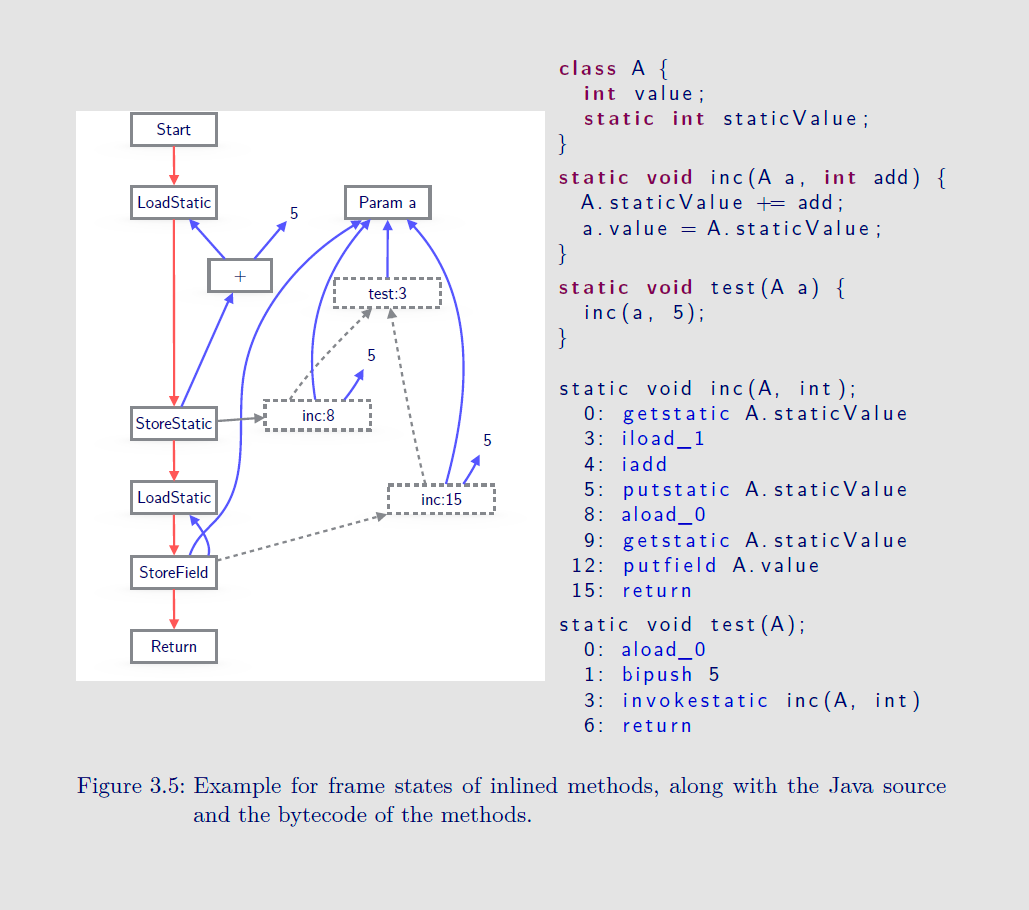 Start
LoadStatic
5
Param a
+
test:3
5
StoreStatic
inc:8
5
LoadStatic
inc:15
StoreField
Return
class A {
int value;
static int staticValue;
}
static void inc(A a, int add) {
A.staticValue += add;
a.value = A.staticValue;
}
static void test(A a) {
inc(a, 5);
}
static void inc(A, int);
0: getstatic A.staticValue
3: iload_1
4: iadd
5: putstatic A.staticValue
8: aload_0
9: getstatic A.staticValue
12: putfield A.value
15: return
static void test(A);
0: aload_0
1: bipush 5
3: invokestatic inc(A, int)
6: return
Figure 3.5: Example for frame states of inlined methods, along with the Java source
and the bytecode of the methods.